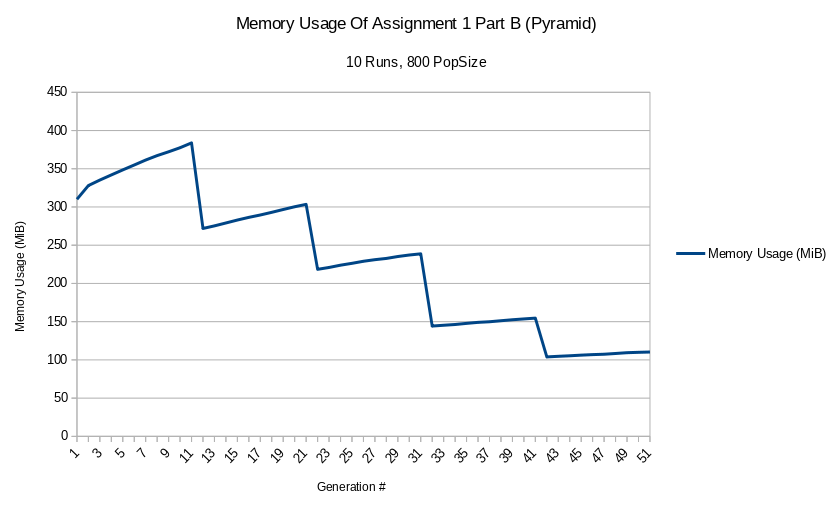 Memory Usage Of Assignment 1 Part B (Pyramid)
10 Runs, 800 PopSize
450
400
350
300
250
200
150
100
50
0
Memory Usage (MiB)
Memory Usage (MiB)
1 3 5 7 9 11 13 15 17 19 21 23 25 27 29 31 33 35 37 39 41 43 45 47 49 51
Generation #